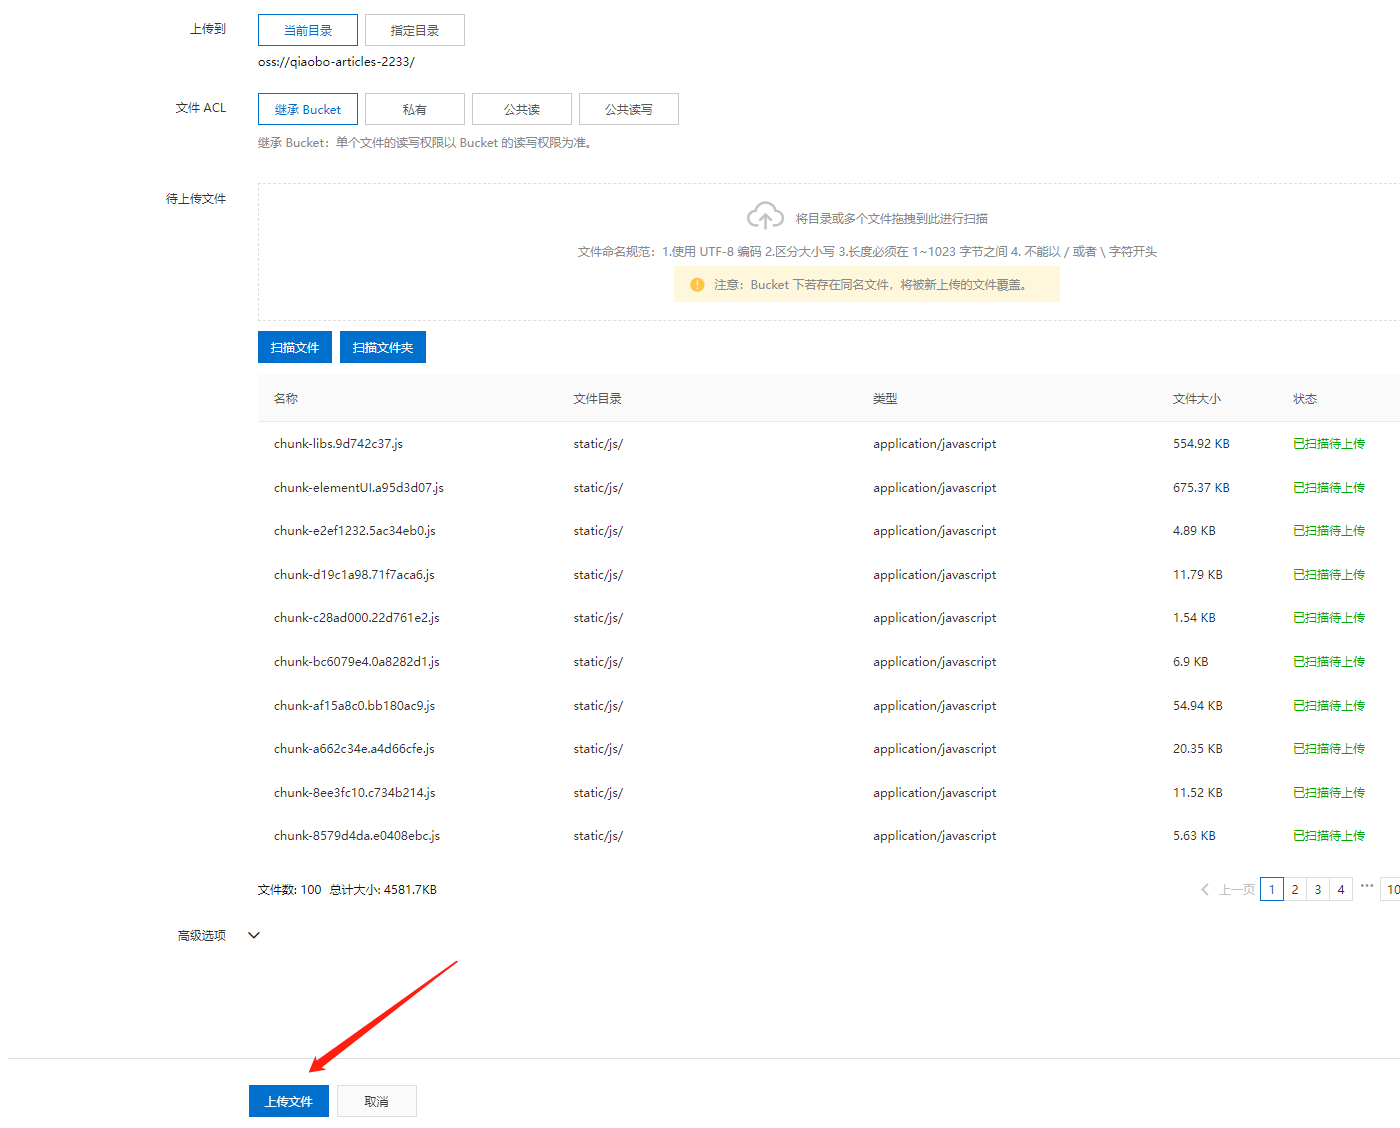 上传到
当前目录 指定目录
oss://qiaobo-articles-2233/
文件 ACL
继承 Bucket 私有 公共读 公共读写
继承 Bucket：单个文件的读写权限以 Bucket 的读写权限为准。
待上传文件
将目录或多个文件拖拽到此进行扫描
文件命名规范：1.使用 UTF-8 编码 2.区分大小写 3.长度必须在 1~1023 字节之间 4. 不能以 / 或者 \ 字符开头
注意：Bucket 下若存在同名文件，将被新上传的文件覆盖。
扫描文件 扫描文件夹
名称 文件目录 类型 文件大小 状态
chunk-libs.9d742c37.js static/js/ application/javascript 554.92 KB 已扫描待上传
chunk-elementUI.a95d3d07.js static/js/ application/javascript 675.37 KB 已扫描待上传
chunk-e2ef1232.5ac34eb0.js static/js/ application/javascript 4.89 KB 已扫描待上传
chunk-d19c1a98.71f7aca6.js static/js/ application/javascript 11.79 KB 已扫描待上传
chunk-c28ad000.22d761e2.js static/js/ application/javascript 1.54 KB 已扫描待上传
chunk-bc6079e4.0a8282d1.js static/js/ application/javascript 6.9 KB 已扫描待上传
chunk-af15a8c0.bb180ac9.js static/js/ application/javascript 54.94 KB 已扫描待上传
chunk-a662c34e.a4d66cfe.js static/js/ application/javascript 20.35 KB 已扫描待上传
chunk-8ee3fc10.c734b214.js static/js/ application/javascript 11.52 KB 已扫描待上传
chunk-8579d4da.e0408ebc.js static/js/ application/javascript 5.63 KB 已扫描待上传
文件数: 100 总计大小: 4581.7KB 上一页 1 2 3 4 ··· 10
高级选项
上传文件 取消